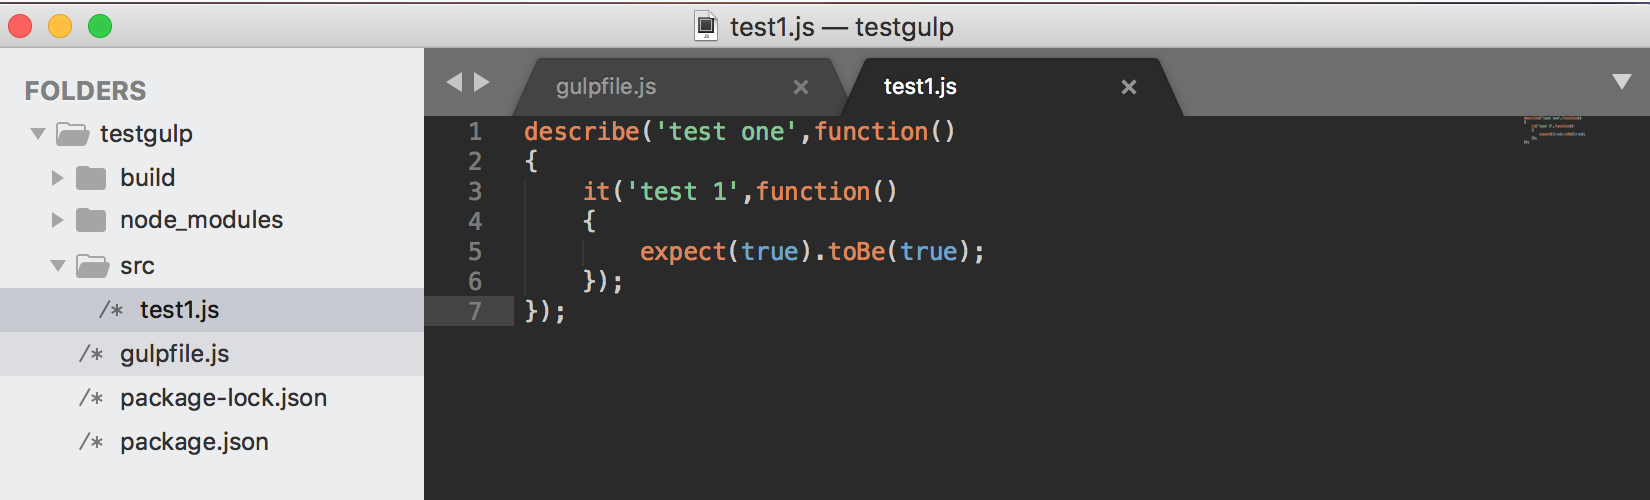 test1.js — testgulp
FOLDERS
testgulp
build
node_modules
src
/* test1.js
/* gulpfile.js
/* package-lock.json
/* package.json
gulpfile.js × test1.js ×
1 describe('test one',function()
2 {
3     it('test 1',function()
4     {
5         expect(true).toBe(true);
6     });
7 });